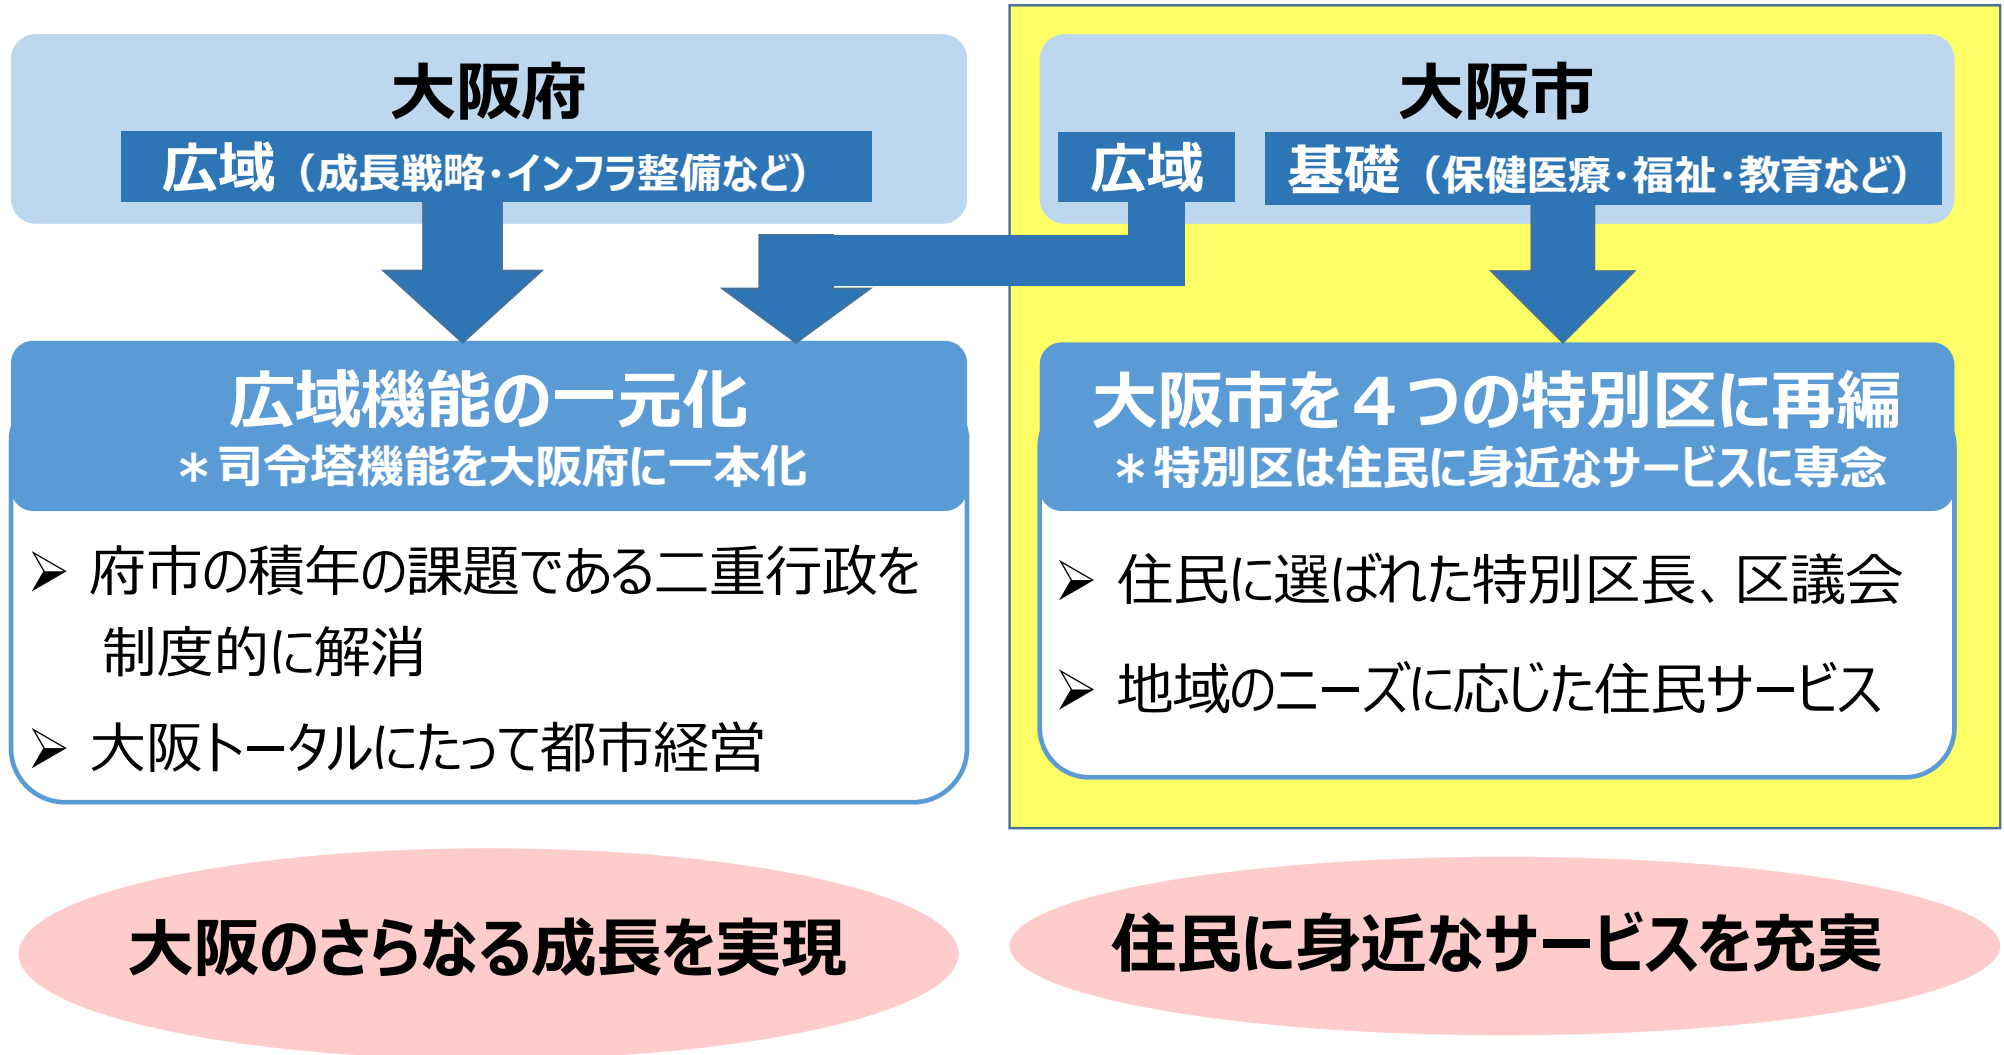 大阪府
広域（成長戦略・インフラ整備など）
広域機能の一元化
＊司令塔機能を大阪府に一本化
府市の積年の課題である二重行政を
制度的に解消
大阪トータルにたって都市経営
大阪のさらなる成長を実現
大阪市
広域
基礎（保健医療・福祉・教育など）
大阪市を４つの特別区に再編
＊特別区は住民に身近なサービスに専念
住民に選ばれた特別区長、区議会
地域のニーズに応じた住民サービス
住民に身近なサービスを充実